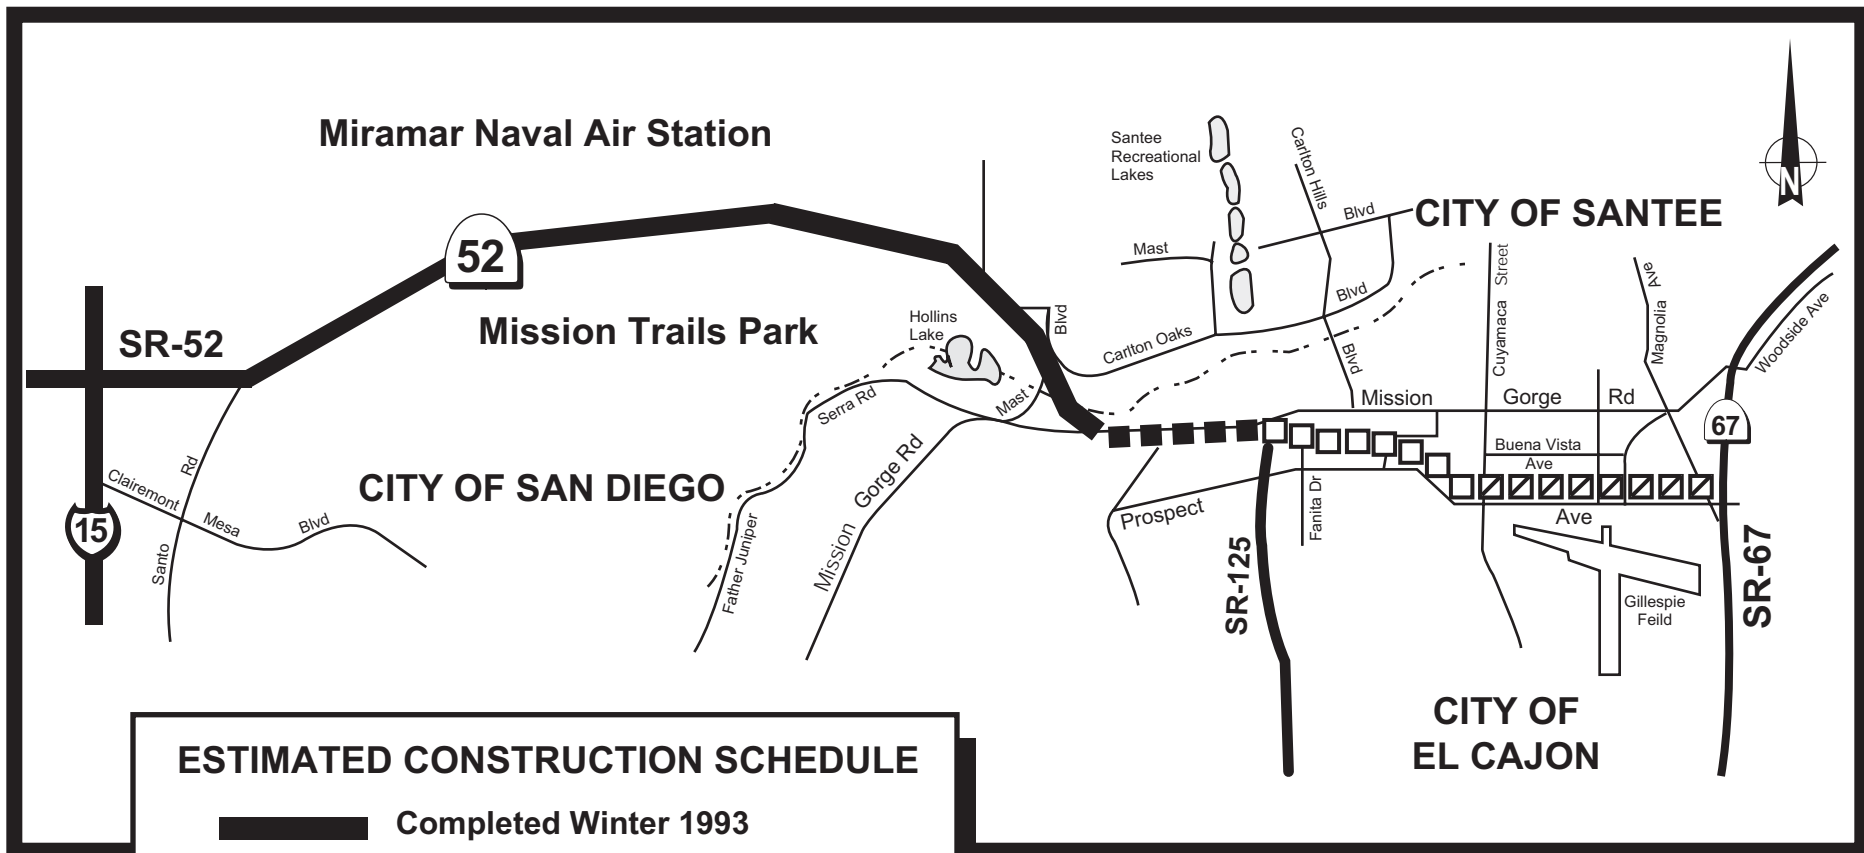 Miramar Naval Air Station
Santee
Recreational
Lakes
Carlton Hills
Blvd
CITY OF SANTEE
N
52
Mast
SR-52
Mission Trails Park
Hollins
Lake
Blvd
Carlton Oaks
Blvd
Blvd
Cuyamaca Street
Magnolia Ave
Woodside Ave
Serra Rd
Mast
Mission Gorge Rd
67
Buena Vista
Ave
Clairemont
Mesa
Blvd
Santo Rd
15
CITY OF SAN DIEGO
Father Juniper
Mission Gorge Rd
Prospect
Ave
Fanita Dr
SR-125
Gillespie
Feild
SR-67
CITY OF
EL CAJON
ESTIMATED CONSTRUCTION SCHEDULE
Completed Winter 1993